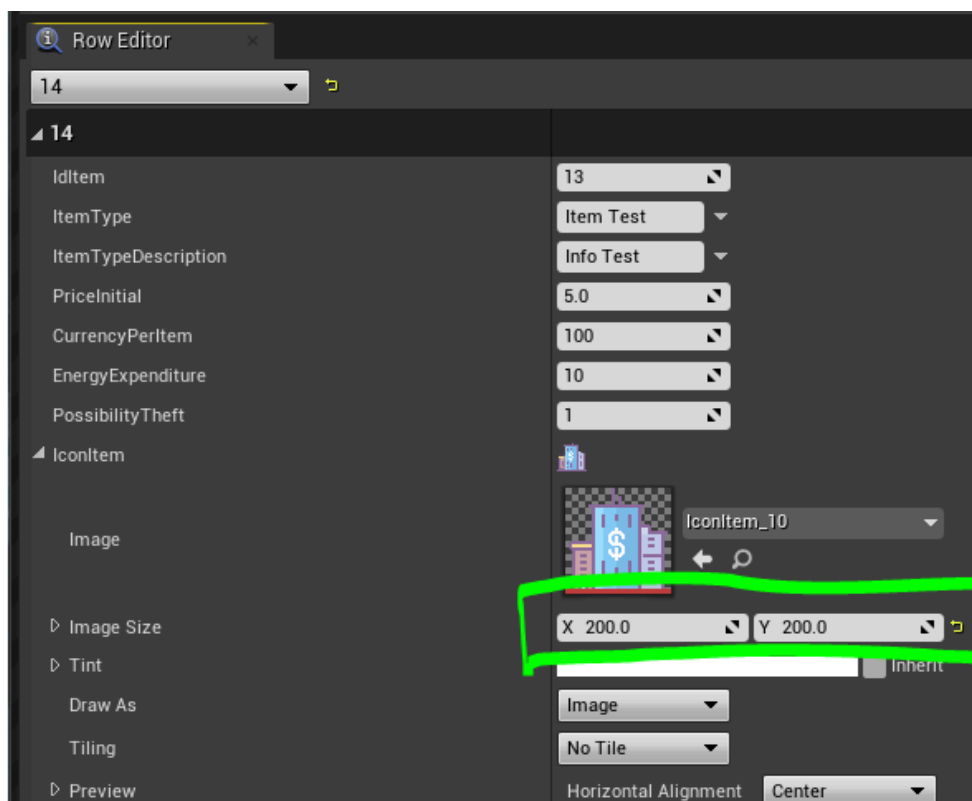 Row Editor
14
14
IdItem 13
ItemType Item Test
ItemTypeDescription Info Test
PriceInitial 5.0
CurrencyPerItem 100
EnergyExpenditure 10
PossibilityTheft 1
IconItem
$
Image IconItem_10
Image Size X 200.0 Y 200.0
Tint Inherit
Draw As Image
Tiling No Tile
Preview Horizontal Alignment Center